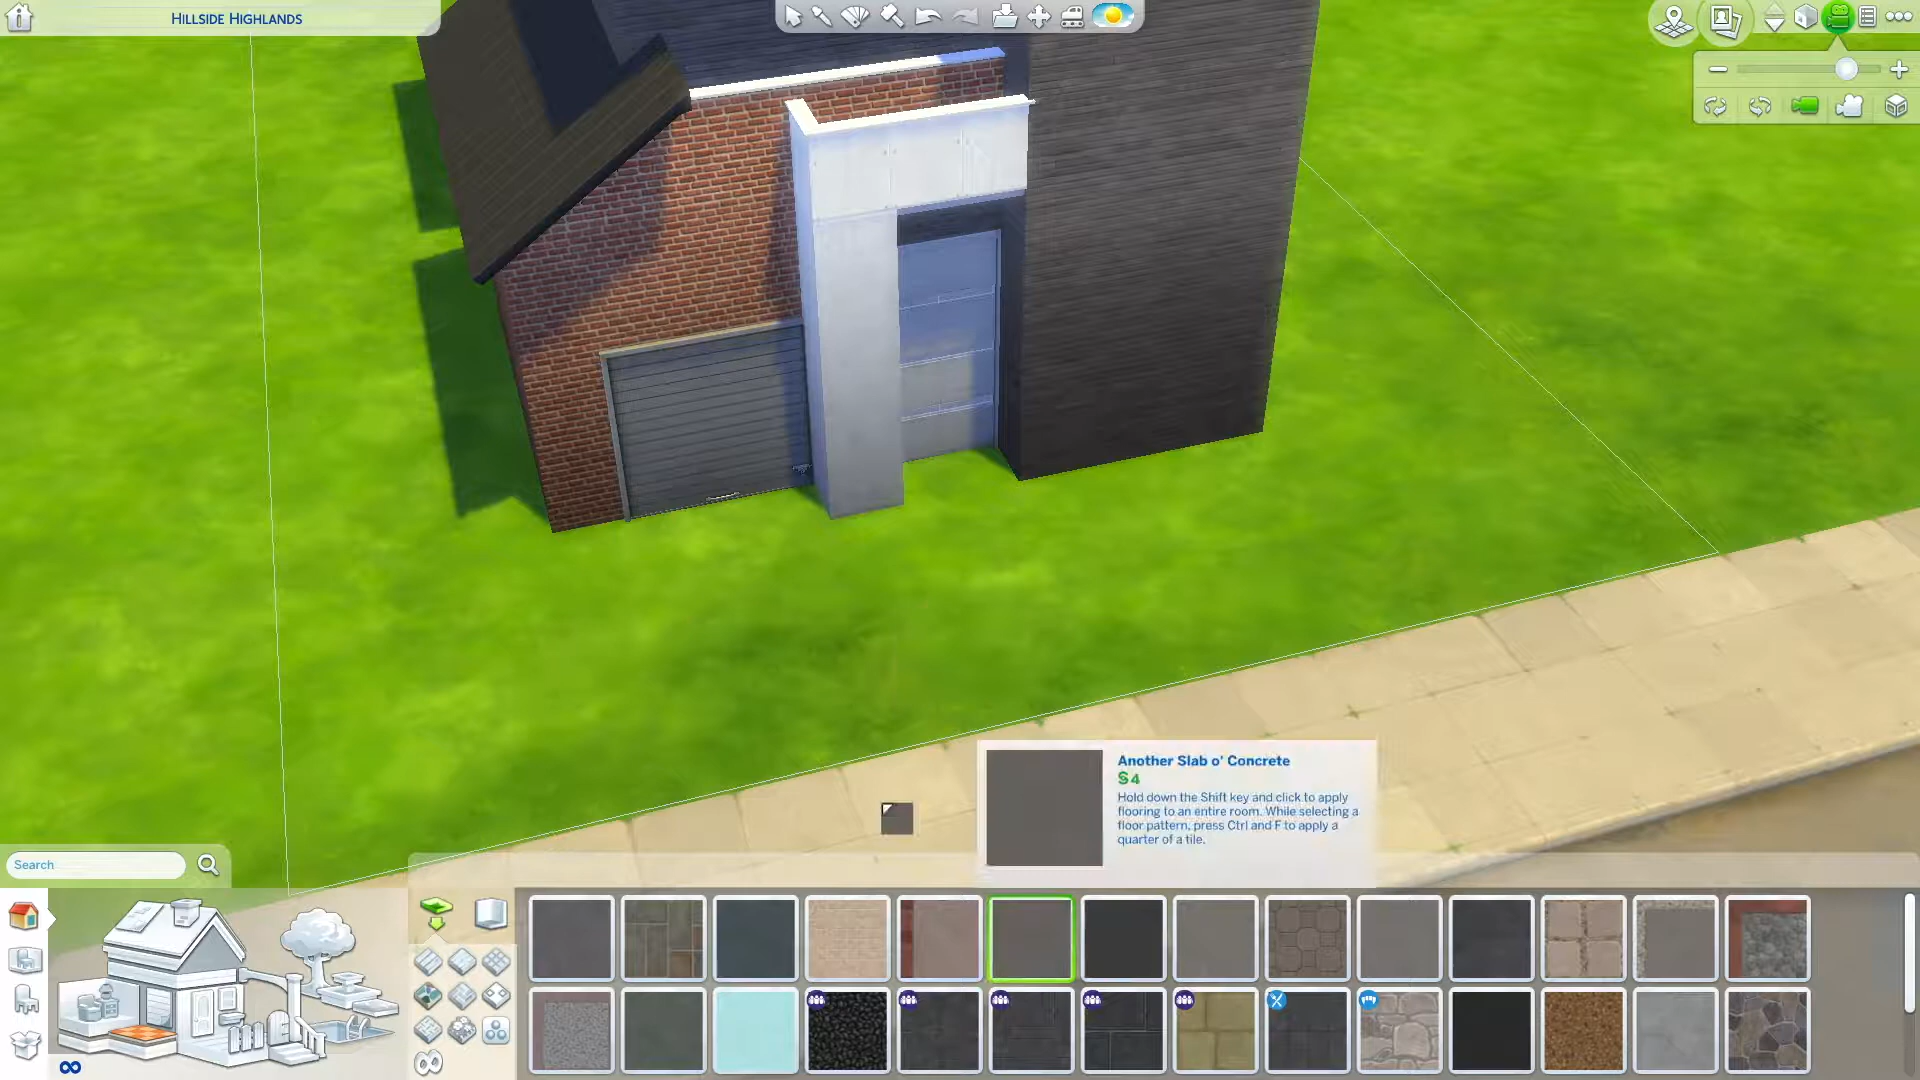 Hillside Highlands
Another Slab o' Concrete
§4
Hold down the Shift key and click to apply
flooring to an entire room. While selecting a
floor pattern, press Ctrl and F to apply a
quarter of a tile.
Search